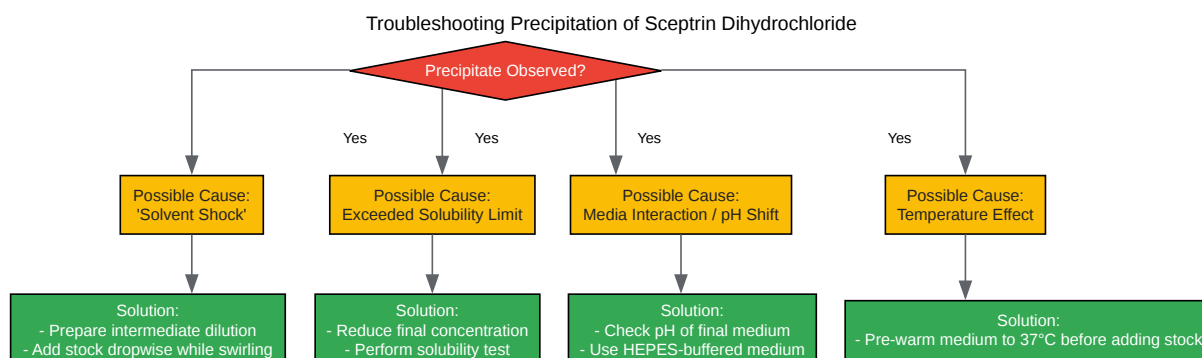 Troubleshooting Precipitation of Sceptrin Dihydrochloride
Precipitate Observed?
Yes
Yes
Yes
Yes
Possible Cause:
'Solvent Shock'
Possible Cause:
Exceeded Solubility Limit
Possible Cause:
Media Interaction / pH Shift
Possible Cause:
Temperature Effect
Solution:
- Prepare intermediate dilution
- Add stock dropwise while swirling
Solution:
- Reduce final concentration
- Perform solubility test
Solution:
- Check pH of final medium
- Use HEPES-buffered medium
Solution:
- Pre-warm medium to 37°C before adding stock